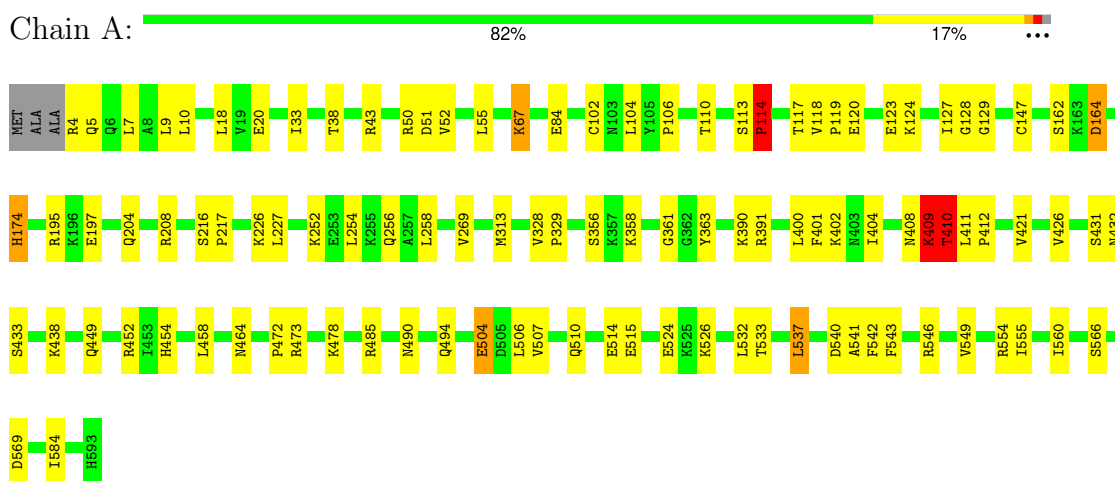 Chain A:
82% 17% •••
MET ALA ALA R4 Q5 Q6 L7 A8 L9 L10 L18 V19 E20 I33 T38 R43 R50 D51 V52 L55 K67 E84 C102 N103 L104 Y105 P106 T110 S113 P114 T117 V118 P119 E120 E123 K124 I127 G128 G129 C147 S162 K163 D164
H174 R195 K196 E197 Q204 R208 S216 P217 K226 L227 K252 E253 L254 K255 Q256 A257 L258 V269 M313 V328 P329 S356 K357 K358 G361 G362 Y363 K390 R391 L400 F401 K402 N403 I404 N408 K409 T410 L411 P412 V421 V426 S431 N432
S433 K438 Q449 R452 I453 H454 L458 N464 P472 R473 K478 R485 N490 Q494 E504 D505 L506 V507 Q510 E514 E515 E524 K525 K526 L532 T533 L537 D540 A541 F542 F543 R546 V549 R554 I555 I560 S566
D569 I584 H593